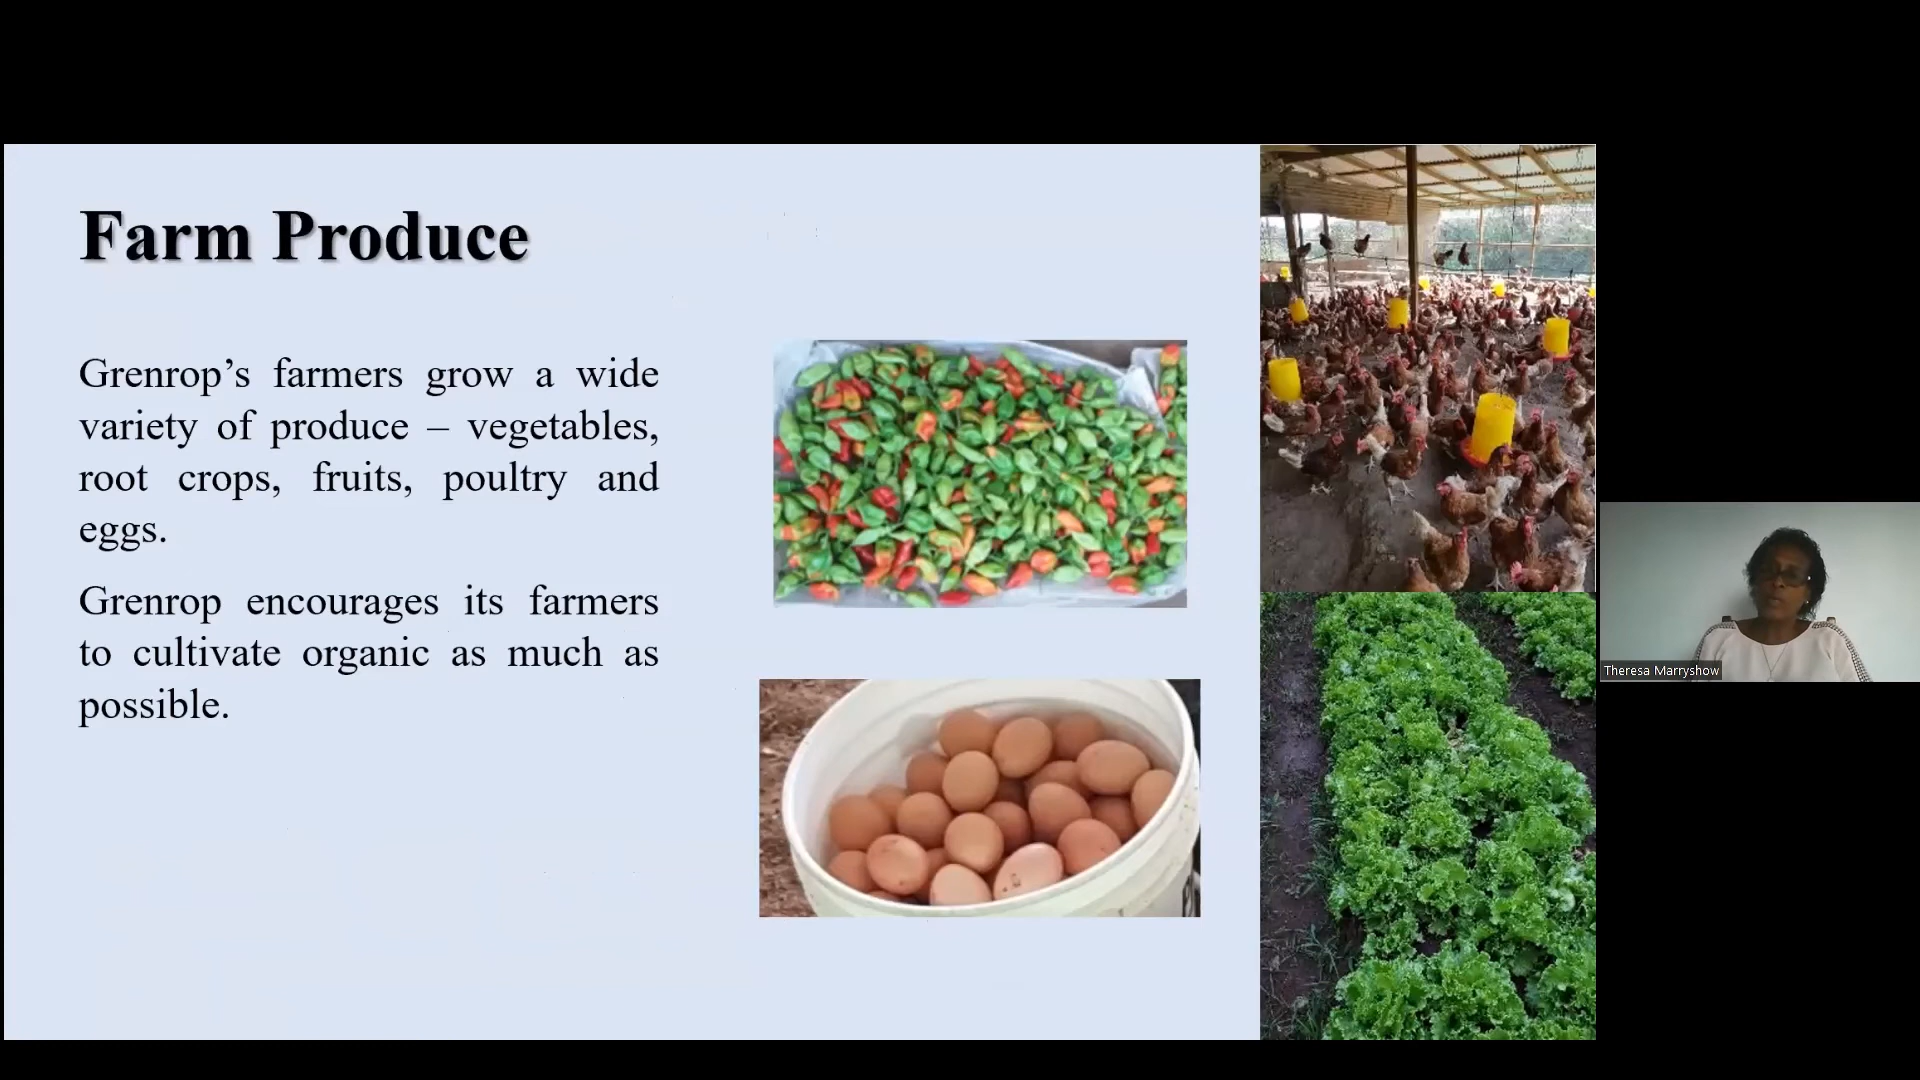 Farm Produce
Grenrop’s farmers grow a wide
variety of produce – vegetables,
root crops, fruits, poultry and
eggs.
Grenrop encourages its farmers
to cultivate organic as much as
possible.
Theresa Marryshow